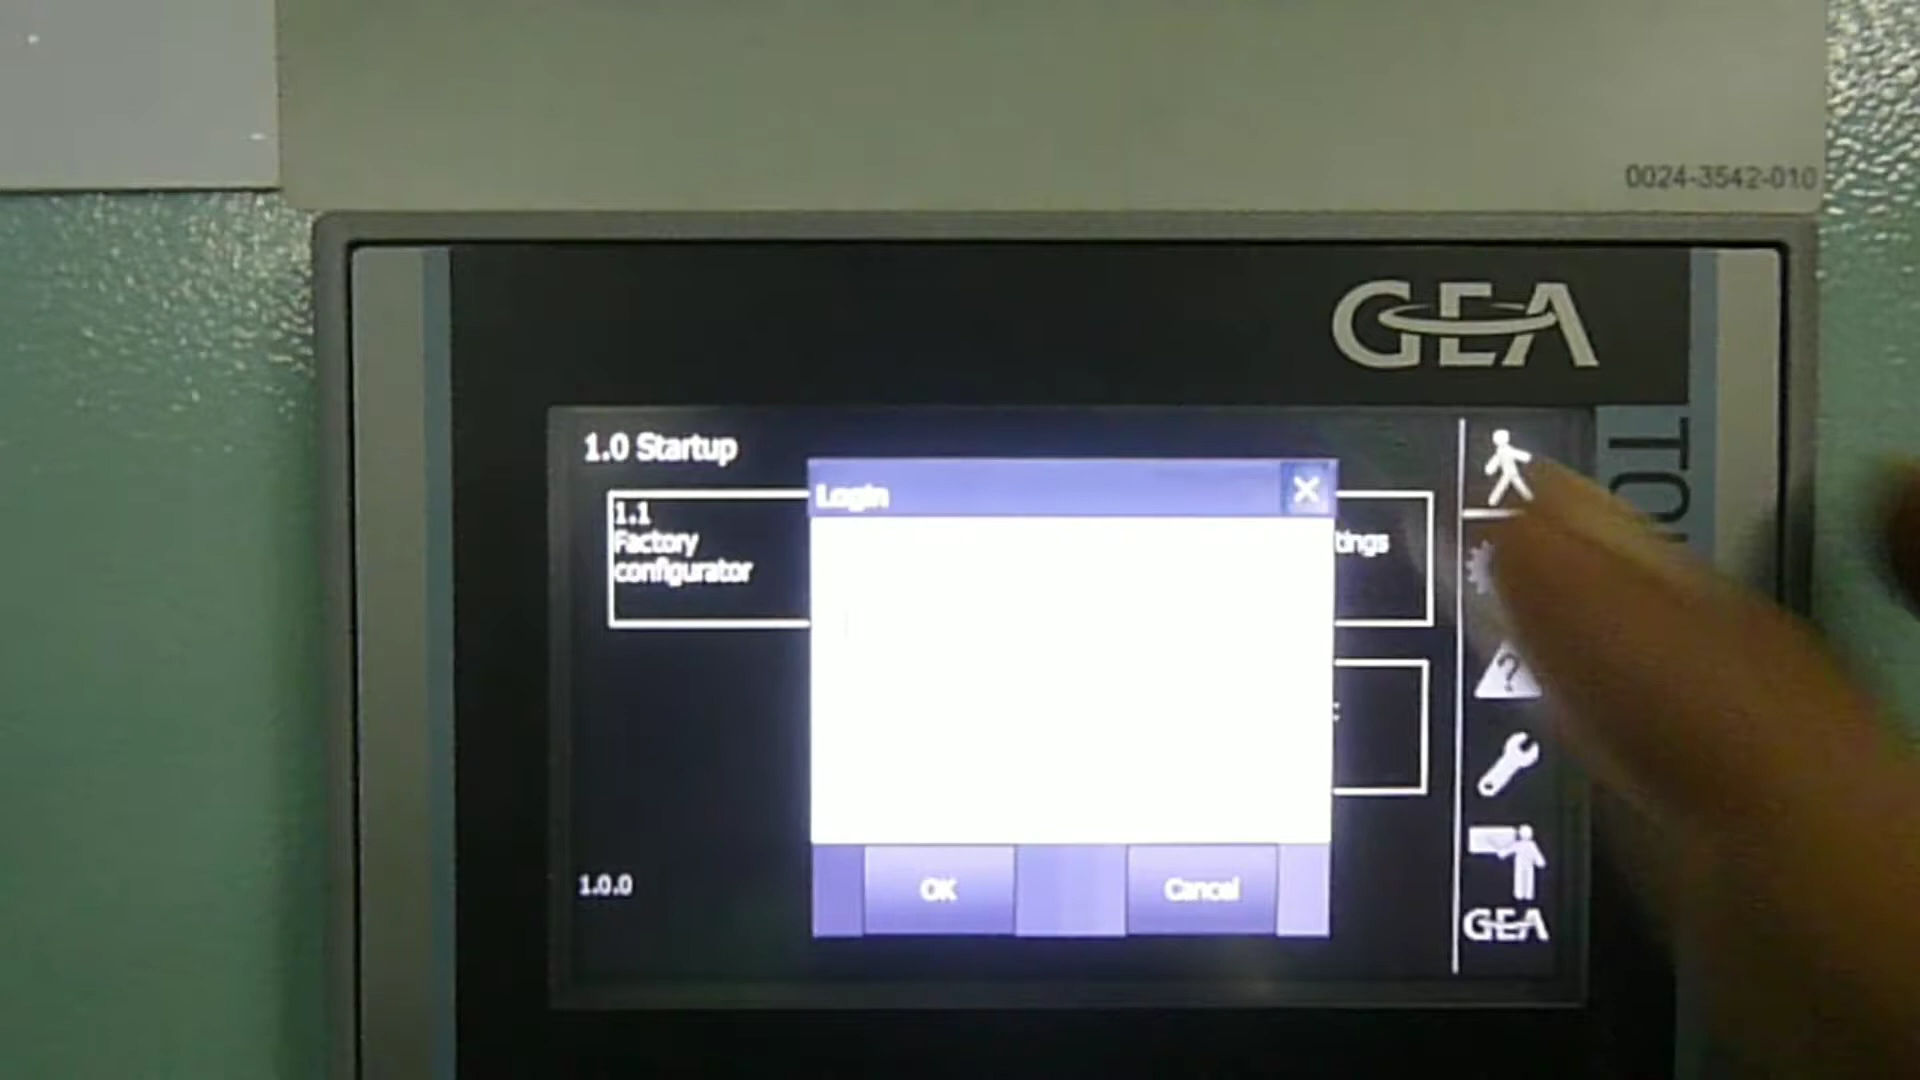 0024-3542-010
GEA
TOU
1.0 Startup
Login
1.1
Factory
configurator
tings
?
1.0.0
OK
Cancel
GEA